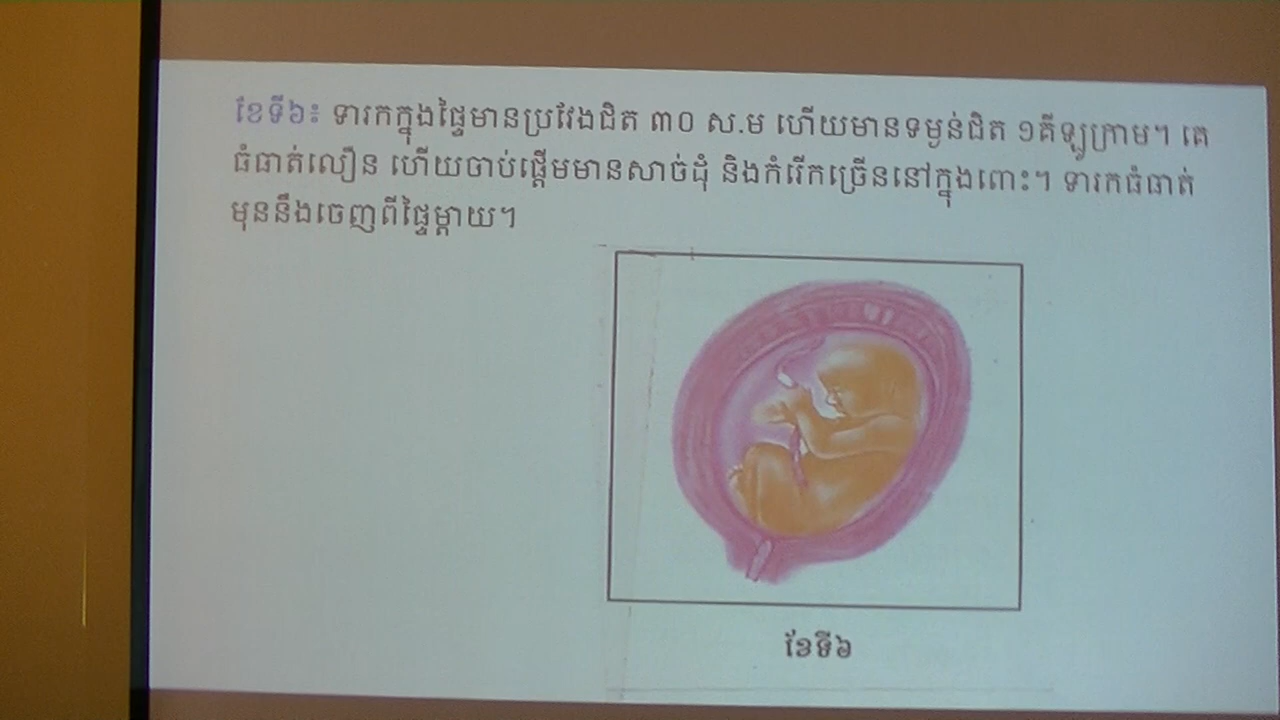 ខែទី៦៖ ទារកក្នុងផ្ទៃមានប្រវែងជិត ៣០ ស.ម ហើយមានទម្ងន់ជិត ១គីឡូក្រាម។ គេ
ធំធាត់លឿន ហើយចាប់ផ្តើមមានសាច់ដុំ និងកំរើកច្រើននៅក្នុងពោះ។ ទារកធំធាត់
មុននឹងចេញពីផ្ទៃម្តាយ។
ខែទី៦